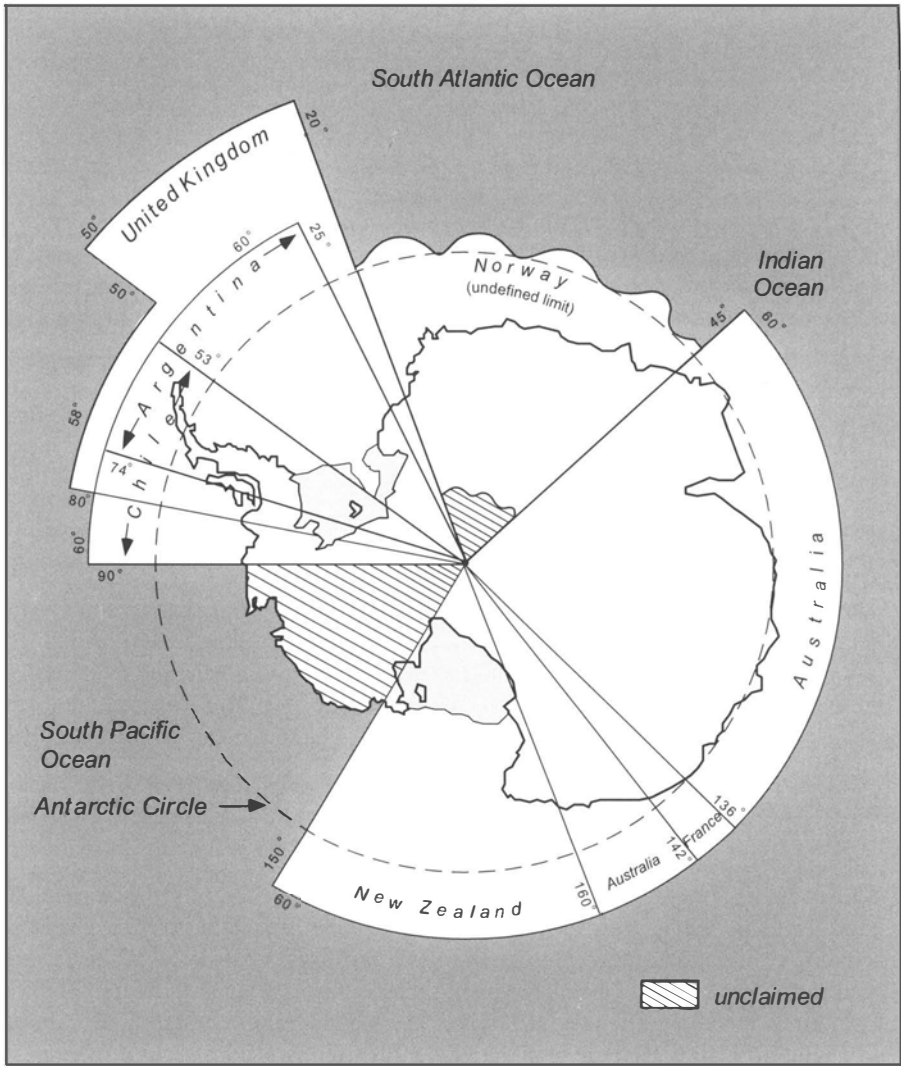 South Atlantic Ocean
20°
United Kingdom
50°
50°
60°
25°
Argentina
53°
Norway
(undefined limit)
Indian
Ocean
45°
60°
58°
Chile
74°
80°
60°
90°
Australia
South Pacific
Ocean
Antarctic Circle
136°
France
142°
Australia
150°
60°
160°
New Zealand
unclaimed